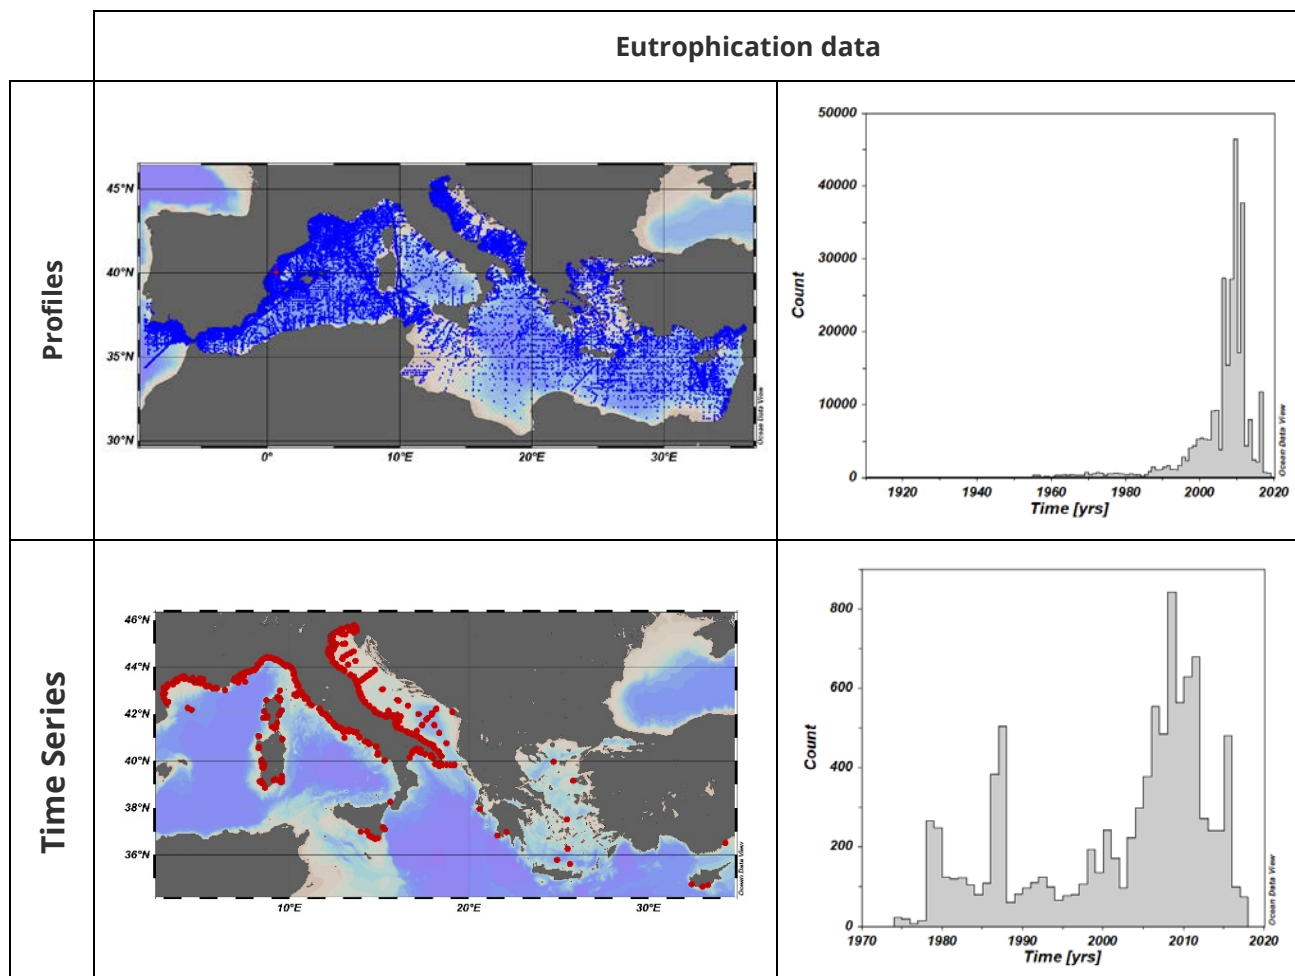 Eutrophication data
Profiles
45°N
40°N
35°N
30°N
0°
10°E
20°E
30°E
Ocean Data View
50000
40000
30000
20000
10000
0
Count
1920
1940
1960
1980
2000
2020
Time [yrs]
Ocean Data View
Time Series
46°N
44°N
42°N
40°N
38°N
36°N
10°E
20°E
30°E
Ocean Data View
800
600
400
200
0
Count
1970
1980
1990
2000
2010
2020
Time [yrs]
Ocean Data View